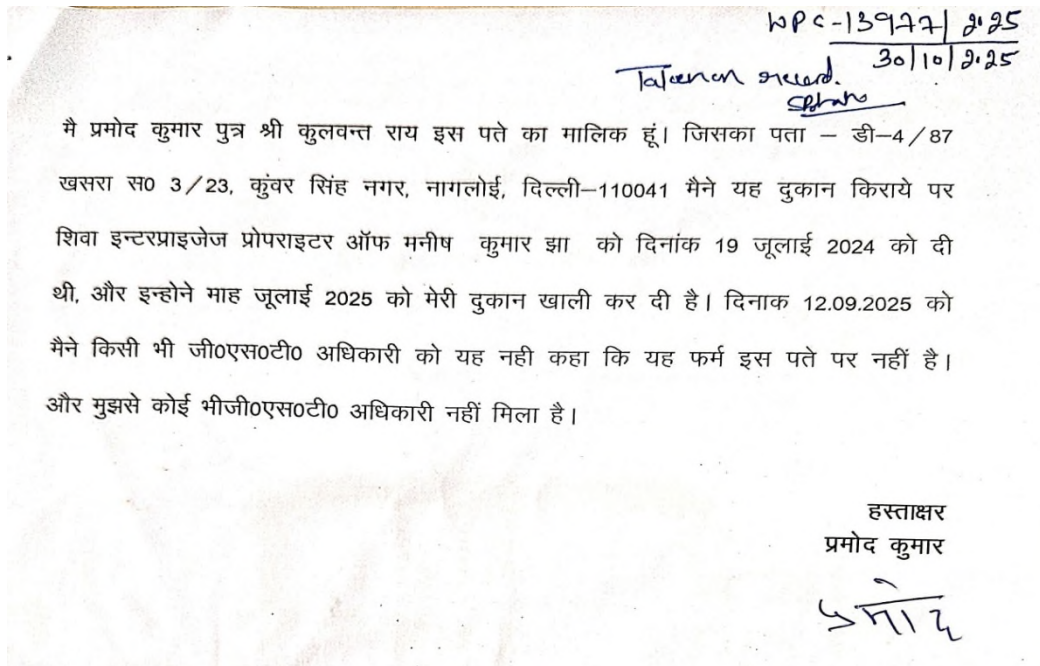 WPC-13977/2025
30/10/2025
Taken on record.
मै प्रमोद कुमार पुत्र श्री कुलवन्त राय इस पते का मालिक हूं। जिसका पता – डी–4/87
खसरा स0 3/23, कुंवर सिंह नगर, नागलोई, दिल्ली–110041 मैने यह दुकान किराये पर
शिवा इन्टरप्राइजेज प्रोपराइटर ऑफ मनीष कुमार झा को दिनांक 19 जूलाई 2024 को दी
थी, और इन्होने माह जूलाई 2025 को मेरी दुकान खाली कर दी है। दिनाक 12.09.2025 को
मैने किसी भी जी0एस0टी0 अधिकारी को यह नही कहा कि यह फर्म इस पते पर नहीं है।
और मुझसे कोई भीजी0एस0टी0 अधिकारी नहीं मिला है।
हस्ताक्षर
प्रमोद कुमार
प्रमोद